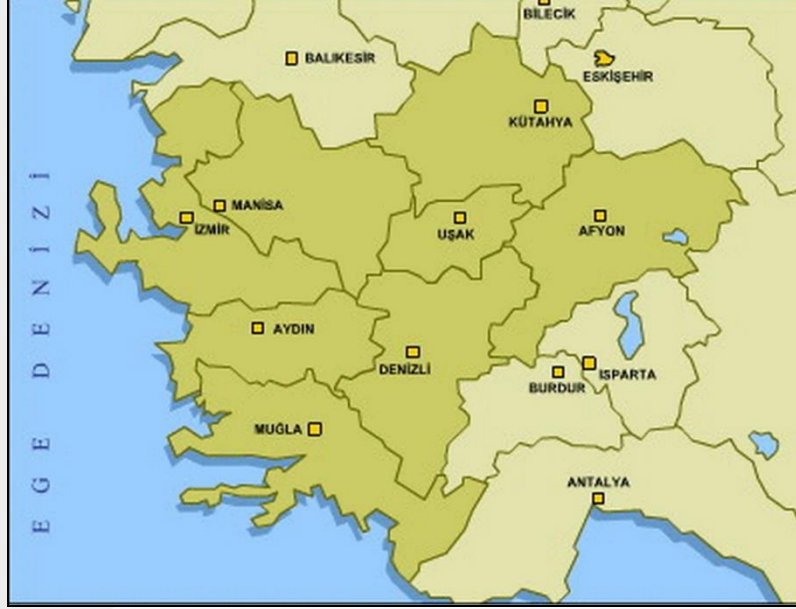 BİLECİK
BALIKESİR
ESKİŞEHİR
KÜTAHYA
MANİSA
İZMİR
UŞAK
AFYON
AYDIN
DENİZLİ
ISPARTA
BURDUR
MUĞLA
ANTALYA
EGE DENİZİ